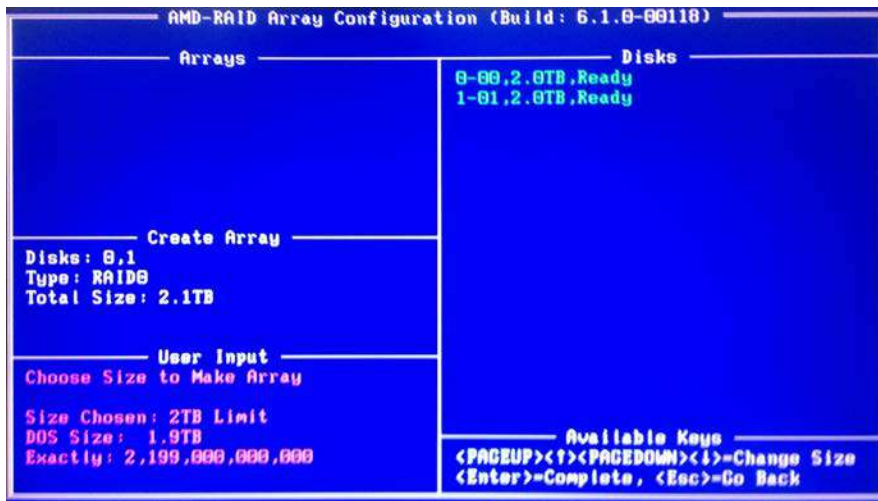 AMD-RAID Array Configuration (Build: 6.1.0-00118)
Arrays
Disks
0-00,2.0TB,Ready
1-01,2.0TB,Ready
Create Array
Disks: 0,1
Type: RAID0
Total Size: 2.1TB
User Input
Choose Size to Make Array
Size Chosen: 2TB Limit
DOS Size: 1.9TB
Exactly: 2,199,000,000,000
Available Keys
<PAGEUP><↑><PAGEDOWN><↓>=Change Size
<Enter>=Complete, <Esc>=Go Back